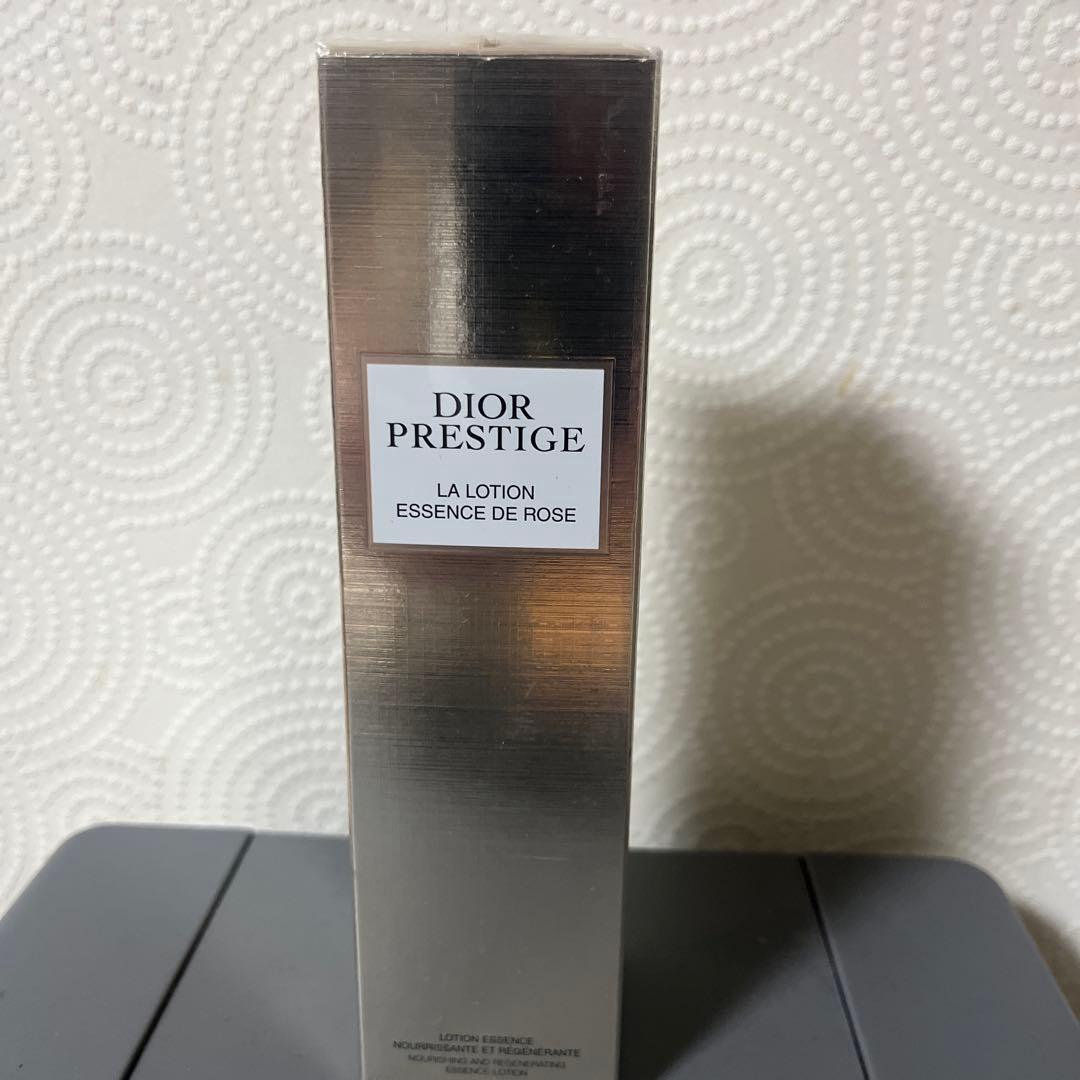 DIOR
PRESTIGE
LA LOTION
ESSENCE DE ROSE
LOTION ESSENCE
NOURRISSANTE ET RÉGÉNÉRANTE
NOURISHING AND REGENERATING
ESSENCE LOTION